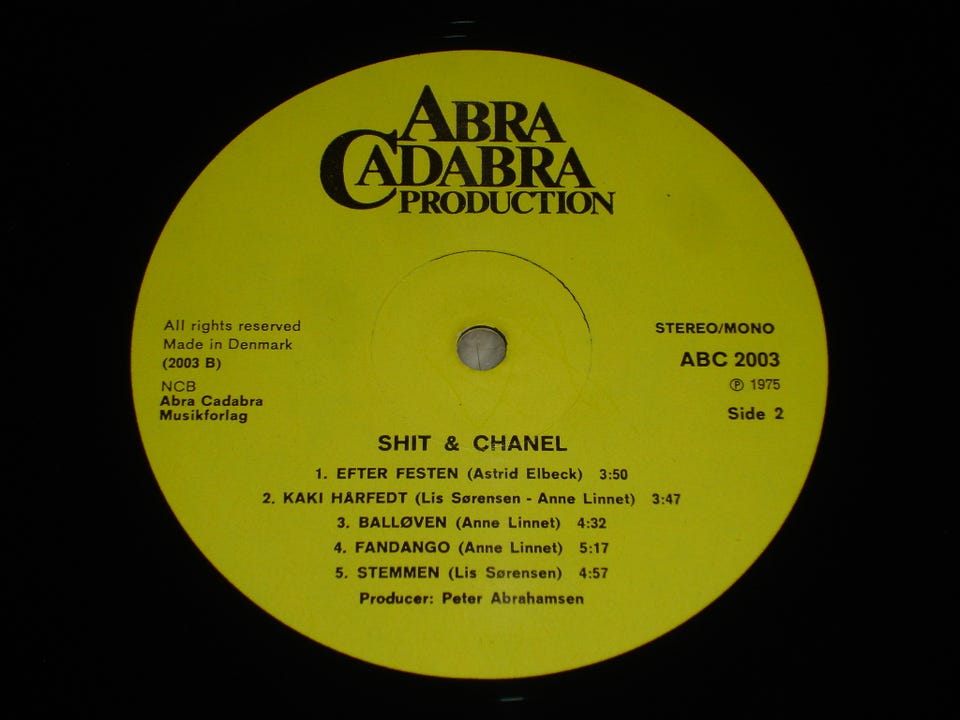 ABRA
CADABRA
PRODUCTION
All rights reserved
Made in Denmark
(2003 B)
NCB
Abra Cadabra
Musikforlag
STEREO/MONO
ABC 2003
℗ 1975
Side 2
SHIT & CHANEL
1. EFTER FESTEN (Astrid Elbeck) 3:50
2. KAKI HÅRFEDT (Lis Sørensen - Anne Linnet) 3:47
3. BALLØVEN (Anne Linnet) 4:32
4. FANDANGO (Anne Linnet) 5:17
5. STEMMEN (Lis Sørensen) 4:57
Producer: Peter Abrahamsen